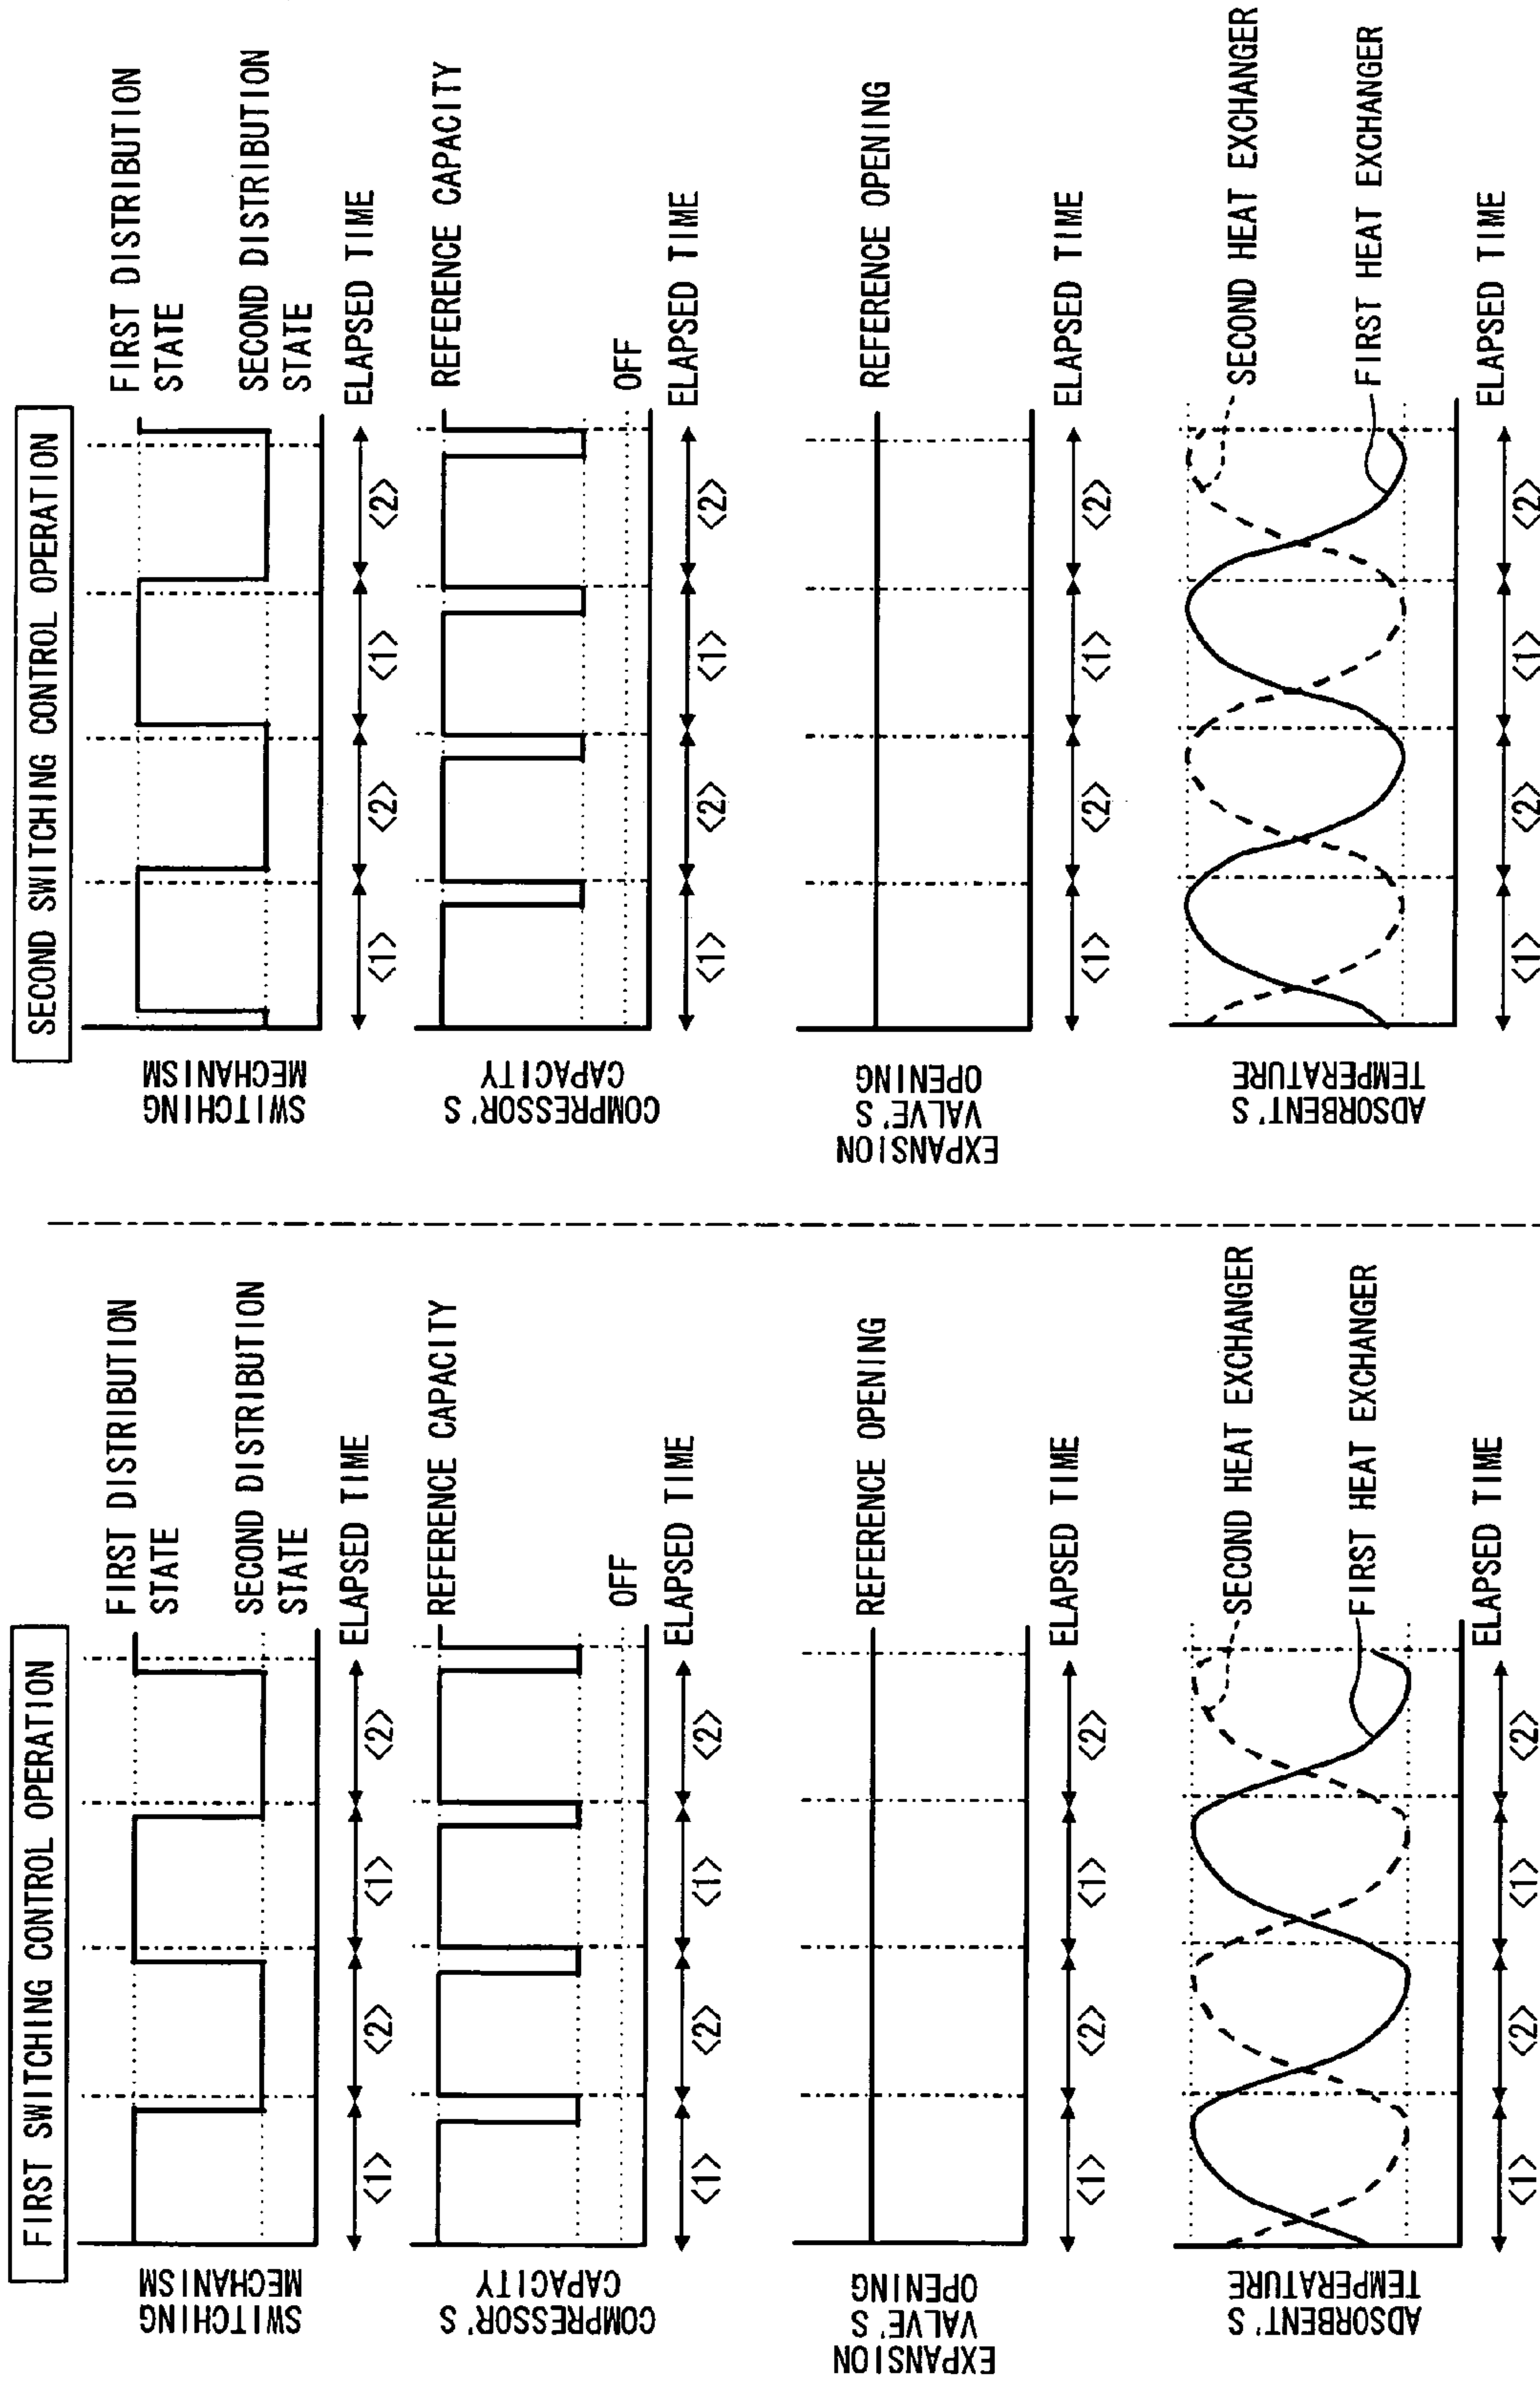 FIRST SWITCHING CONTROL OPERATION
SWITCHING
MECHANISM
FIRST DISTRIBUTION
STATE
SECOND DISTRIBUTION
STATE
ELAPSED TIME
<1>
<2>
<1>
<2>
COMPRESSOR'S
CAPACITY
REFERENCE CAPACITY
OFF
ELAPSED TIME
<1>
<2>
<1>
<2>
EXPANSION
VALVE'S
OPENING
REFERENCE OPENING
ELAPSED TIME
<1>
<2>
<1>
<2>
ADSORBENT'S
TEMPERATURE
SECOND HEAT EXCHANGER
FIRST HEAT EXCHANGER
ELAPSED TIME
<1>
<2>
<1>
<2>
SECOND SWITCHING CONTROL OPERATION
SWITCHING
MECHANISM
FIRST DISTRIBUTION
STATE
SECOND DISTRIBUTION
STATE
ELAPSED TIME
<1>
<2>
<1>
<2>
COMPRESSOR'S
CAPACITY
REFERENCE CAPACITY
OFF
ELAPSED TIME
<1>
<2>
<1>
<2>
EXPANSION
VALVE'S
OPENING
REFERENCE OPENING
ELAPSED TIME
<1>
<2>
<1>
<2>
ADSORBENT'S
TEMPERATURE
SECOND HEAT EXCHANGER
FIRST HEAT EXCHANGER
ELAPSED TIME
<1>
<2>
<1>
<2>